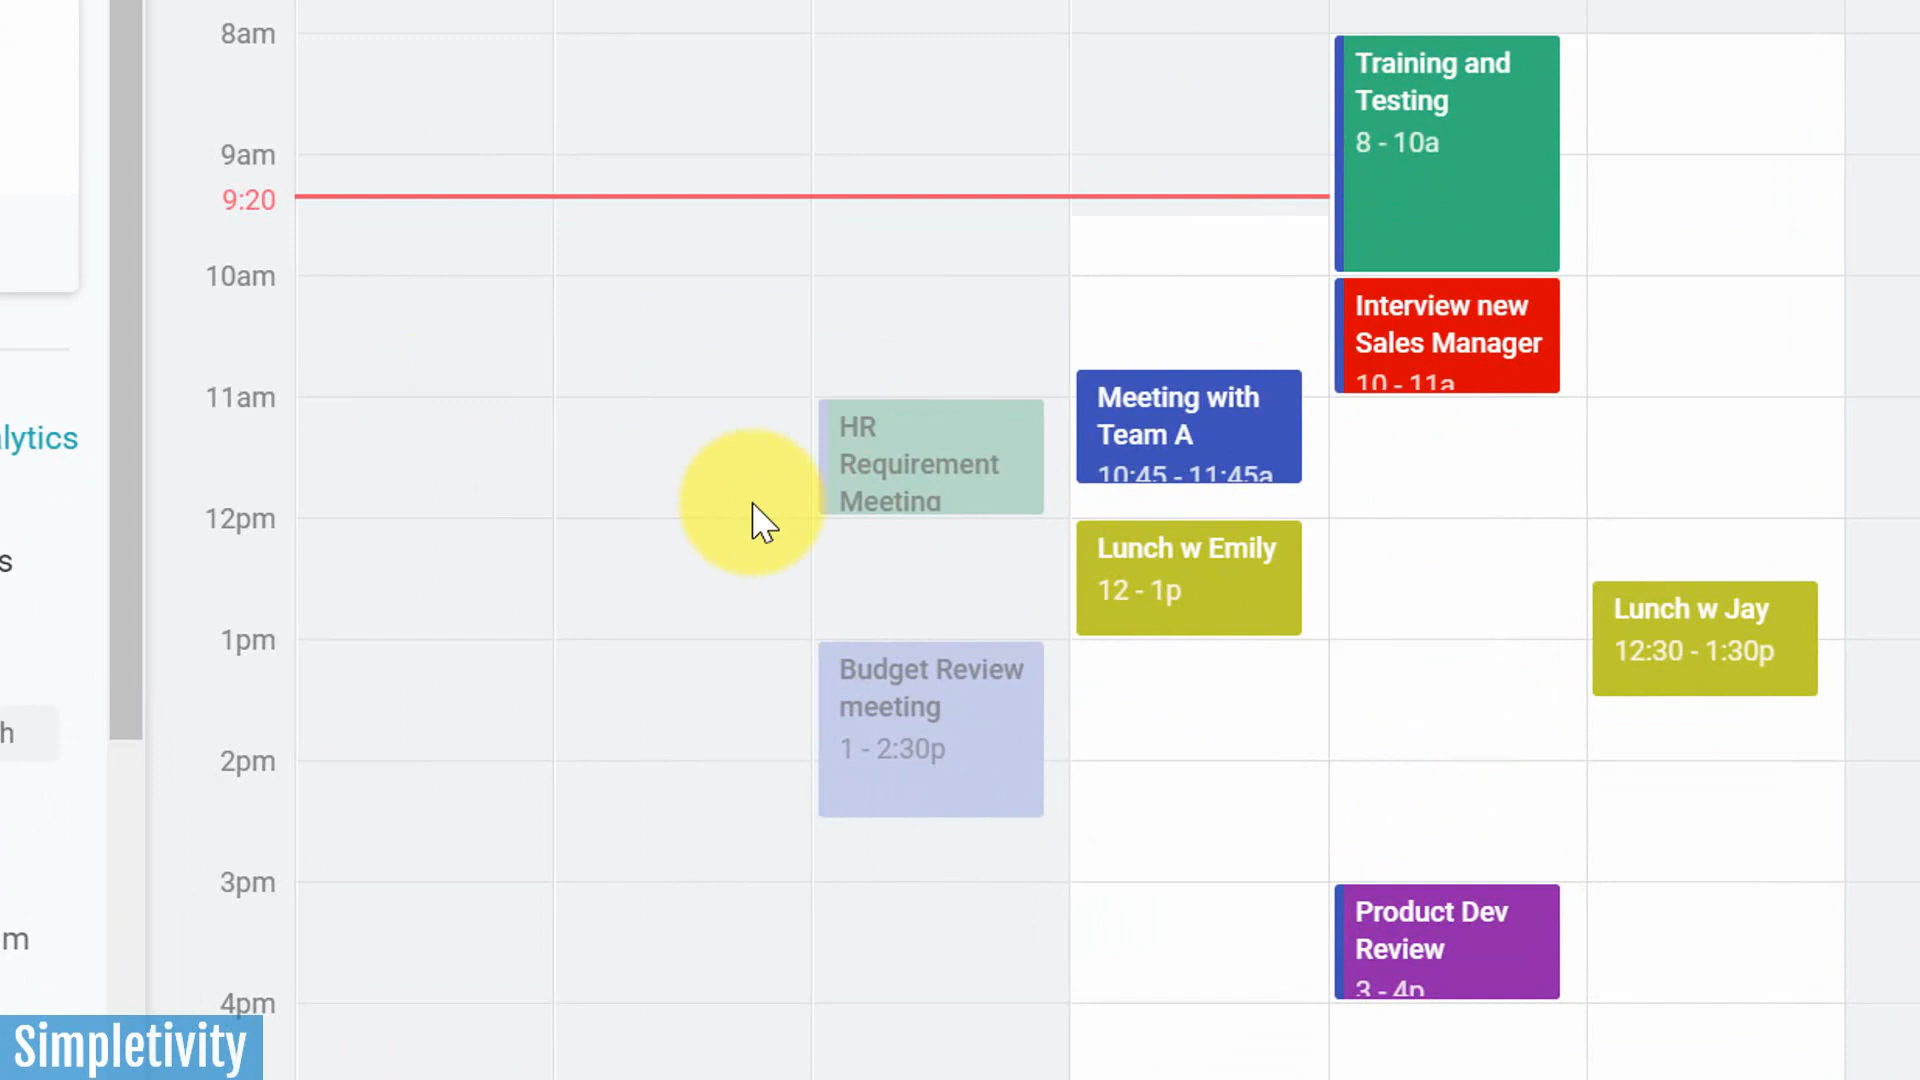 8am
9am
9:20
10am
11am
12pm
1pm
2pm
3pm
4pm
lytics
s
h
m
HR
Requirement
Meeting
Budget Review
meeting
1 - 2:30p
Meeting with
Team A
10:45 - 11:45a
Lunch w Emily
12 - 1p
Training and
Testing
8 - 10a
Interview new
Sales Manager
10 - 11a
Product Dev
Review
3 - 4p
Lunch w Jay
12:30 - 1:30p
Simpletivity